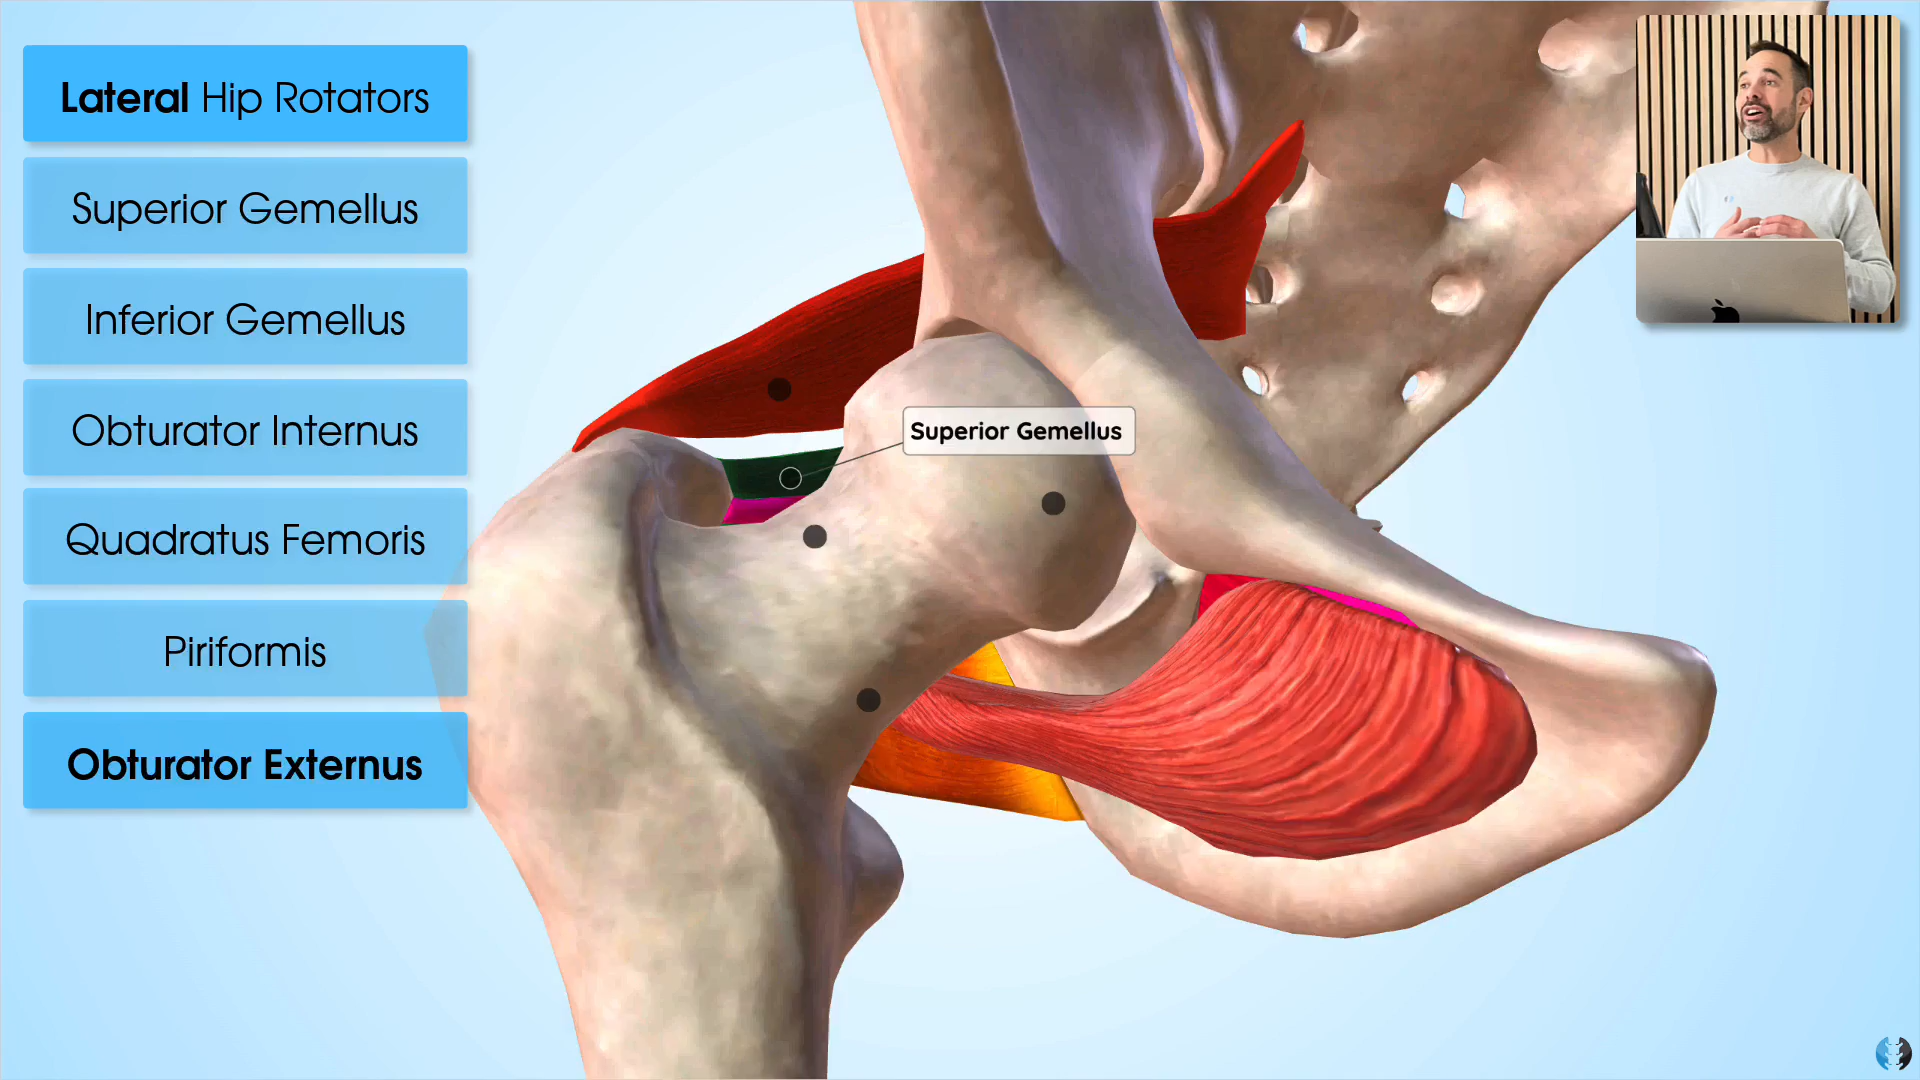 Lateral Hip Rotators
Superior Gemellus
Inferior Gemellus
Obturator Internus
Quadratus Femoris
Piriformis
Obturator Externus
Superior Gemellus